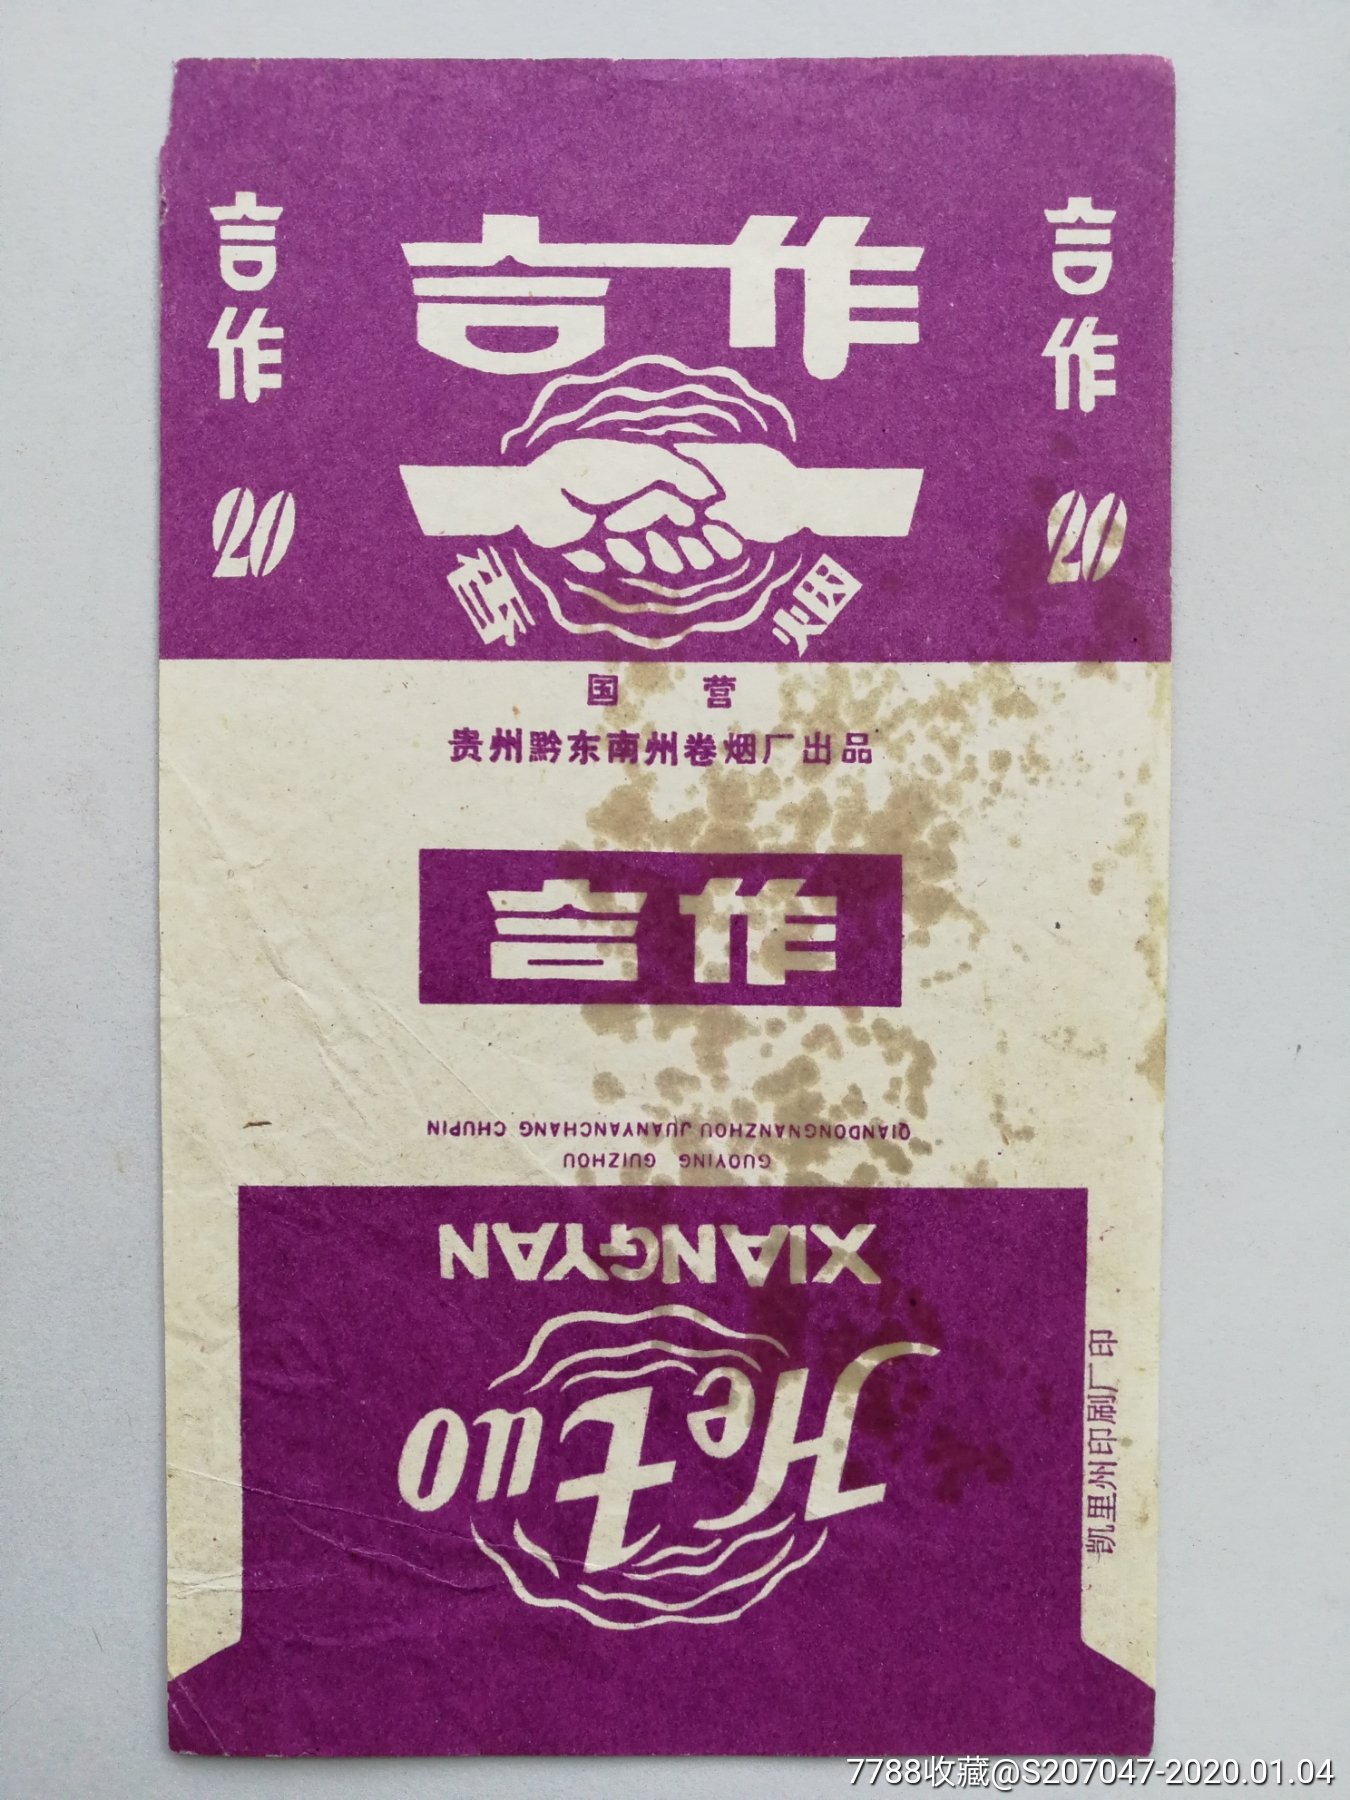 合作
合作
合作
20
20
香烟
国营
贵州黔东南州卷烟厂出品
合作
QIANDONGNANZHOU JUANYANCHANG CHUPIN
GUOYING GUIZHOU
XIANGYAN
HeZuo
凯里州印刷厂印
7788收藏@S207047-2020.01.04